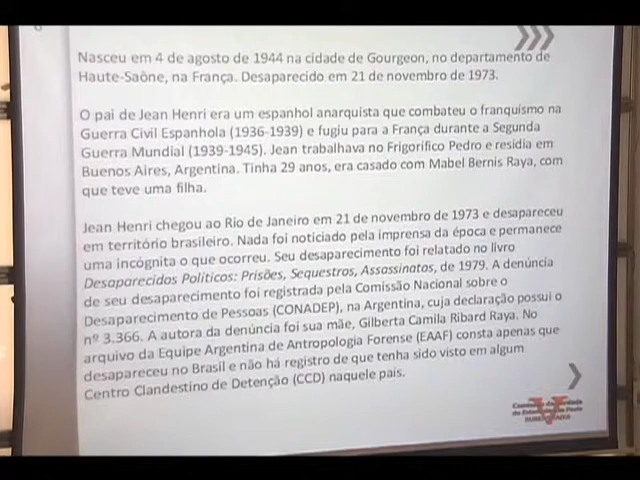 Nasceu em 4 de agosto de 1944 na cidade de Gourgeon, no departamento de
Haute-Saône, na França. Desaparecido em 21 de novembro de 1973.
O pai de Jean Henri era um espanhol anarquista que combateu o franquismo na
Guerra Civil Espanhola (1936-1939) e fugiu para a França durante a Segunda
Guerra Mundial (1939-1945). Jean trabalhava no Frigorifico Pedro e residia em
Buenos Aires, Argentina. Tinha 29 anos, era casado com Mabel Bernis Raya, com
que teve uma filha.
Jean Henri chegou ao Rio de Janeiro em 21 de novembro de 1973 e desapareceu
em território brasileiro. Nada foi noticiado pela imprensa da época e permanece
uma incógnita o que ocorreu. Seu desaparecimento foi relatado no livro
Desaparecidos Políticos: Prisões, Sequestros, Assassinatos, de 1979. A denúncia
de seu desaparecimento foi registrada pela Comissão Nacional sobre o
Desaparecimento de Pessoas (CONADEP), na Argentina, cuja declaração possui o
nº 3.366. A autora da denúncia foi sua mãe, Gilberta Camila Ribard Raya. No
arquivo da Equipe Argentina de Antropologia Forense (EAAF) consta apenas que
desapareceu no Brasil e não há registro de que tenha sido visto em algum
Centro Clandestino de Detenção (CCD) naquele país.
Comissão da Verdade
do Estado de São Paulo